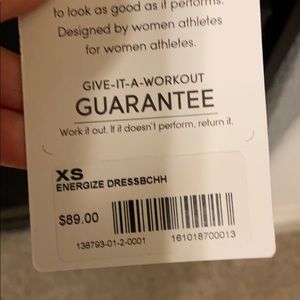 to look as good as it performs.
Designed by women athletes
for women athletes.
GIVE-IT-A-WORKOUT
GUARANTEE
Work it out. If it doesn't perform, return it.
XS
ENERGIZE DRESSBCHH
$89.00
138793-01-2-0001
161018700013